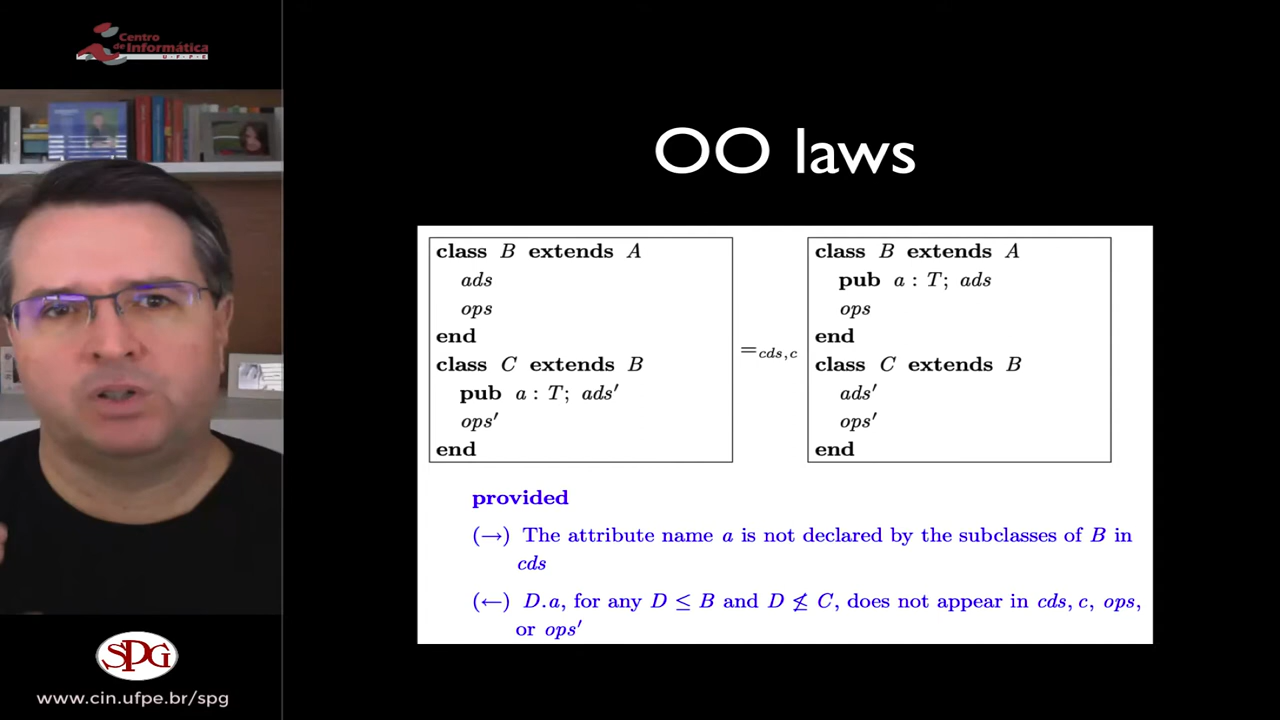 Centro
de Informática
U·F·P·E
OO laws
class B extends A
ads
ops
end
class C extends B
pub a : T; ads′
ops′
end
=cds,c
class B extends A
pub a : T; ads
ops
end
class C extends B
ads′
ops′
end
provided
(→) The attribute name a is not declared by the subclasses of B in
cds
(←) D.a, for any D ≤ B and D ≰ C, does not appear in cds, c, ops,
or ops′
SPG
www.cin.ufpe.br/spg